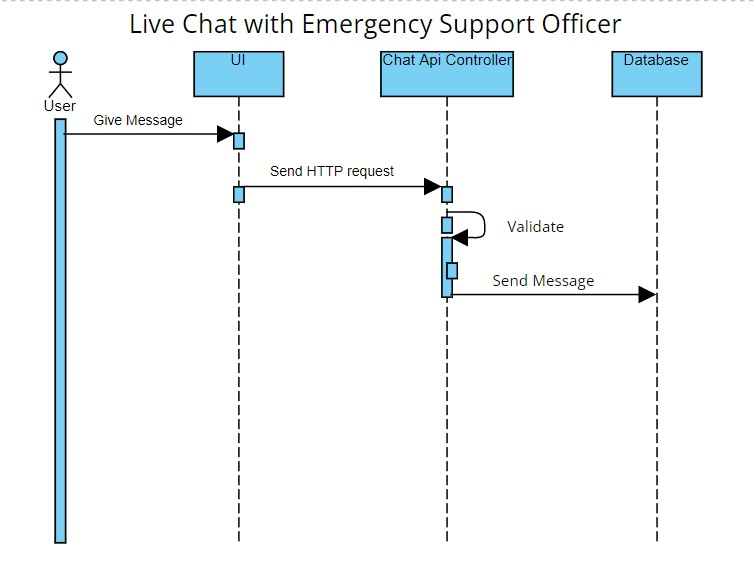 Live Chat with Emergency Support Officer
UI
Chat Api Controller
Database
User
Give Message
Send HTTP request
Validate
Send Message